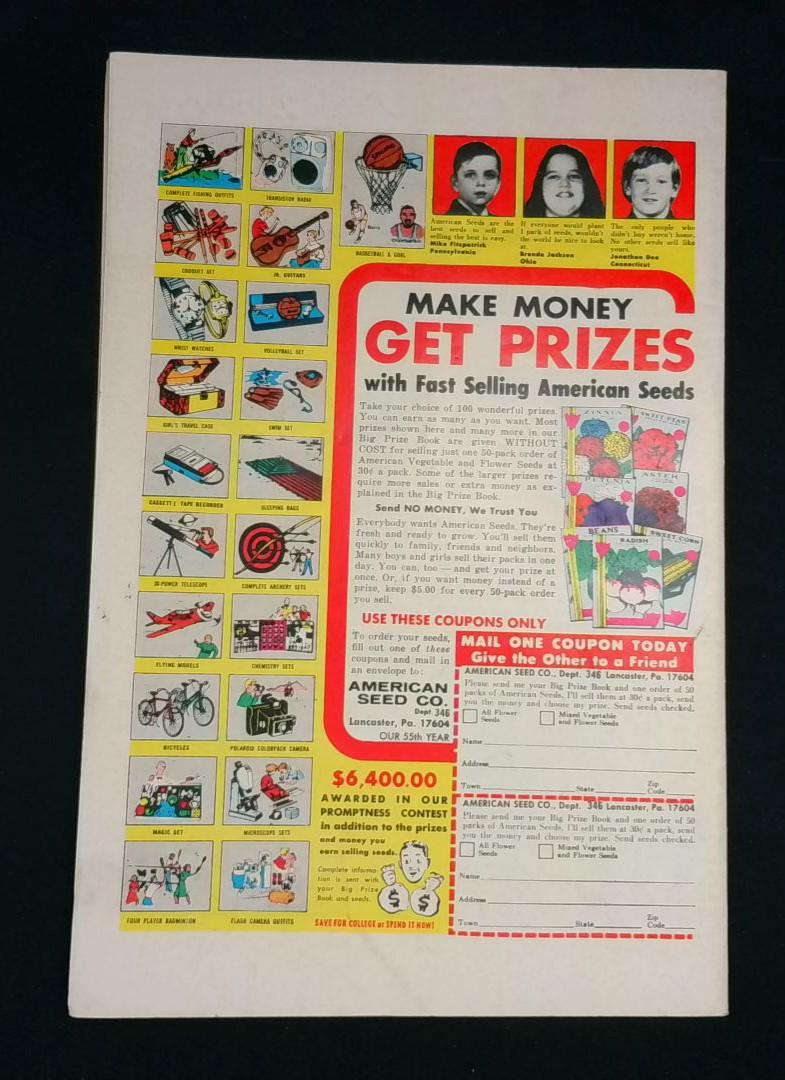 COMPLETE FISHING OUTFITS
TRANSISTOR RADIO
CROQUET SET
JR. GUITARS
WRIST WATCHES
VOLLEYBALL SET
GIRL'S TRAVEL CASE
SWIM SET
CASSETTE TAPE RECORDER
SLEEPING BAGS
30-POWER TELESCOPE
COMPLETE ARCHERY SETS
FLYING MODELS
CHEMISTRY SETS
BICYCLES
POLAROID COLORPACK CAMERA
MAGIC SET
MICROSCOPE SETS
FOUR PLAYER BADMINTON
FLASH CAMERA OUTFITS
BASKETBALL & GOAL
American Seeds are the
best seeds to sell and
selling the best is easy.
Mike Fitzpatrick
Pennsylvania
If everyone would plant
1 pack of seeds, wouldn't
the world be nice to look
at.
Brenda Jackson
Ohio
The only people who
didn't buy weren't home.
No other seeds sell like
yours.
Jonathan Dee
Connecticut
MAKE MONEY
GET PRIZES
with Fast Selling American Seeds
Take your choice of 100 wonderful prizes.
You can earn as many as you want. Most
prizes shown here and many more in our
Big Prize Book are given WITHOUT
COST for selling just one 50-pack order of
American Vegetable and Flower Seeds at
30¢ a pack. Some of the larger prizes re-
quire more sales or extra money as ex-
plained in the Big Prize Book.
Send NO MONEY, We Trust You
Everybody wants American Seeds. They're
fresh and ready to grow. You'll sell them
quickly to family, friends and neighbors.
Many boys and girls sell their packs in one
day. You can, too — and get your prize at
once. Or, if you want money instead of a
prize, keep $5.00 for every 50-pack order
you sell.
ZINNIA
SWEET PEAS
PETUNIA
ASTER
BEANS
RADISH
SWEET CORN
USE THESE COUPONS ONLY
To order your seeds,
fill out one of these
coupons and mail in
an envelope to:
AMERICAN
SEED CO.
Dept. 346
Lancaster, Pa. 17604
OUR 55th YEAR
MAIL ONE COUPON TODAY
Give the Other to a Friend
AMERICAN SEED CO., Dept. 346 Lancaster, Pa. 17604
Please send me your Big Prize Book and one order of 50
packs of American Seeds. I'll sell them at 30¢ a pack, send
you the money and choose my prize. Send seeds checked.
All Flower
Seeds
Mixed Vegetable
and Flower Seeds
Name
Address
Town State Zip
Code
AMERICAN SEED CO., Dept. 346 Lancaster, Pa. 17604
Please send me your Big Prize Book and one order of 50
packs of American Seeds. I'll sell them at 30¢ a pack, send
you the money and choose my prize. Send seeds checked.
All Flower
Seeds
Mixed Vegetable
and Flower Seeds
Name
Address
Town State Zip
Code
$6,400.00
AWARDED IN OUR
PROMPTNESS CONTEST
in addition to the prizes
and money you
earn selling seeds.
Complete informa-
tion is sent with
your Big Prize
Book and seeds.
$ $
SAVE FOR COLLEGE or SPEND IT NOW!